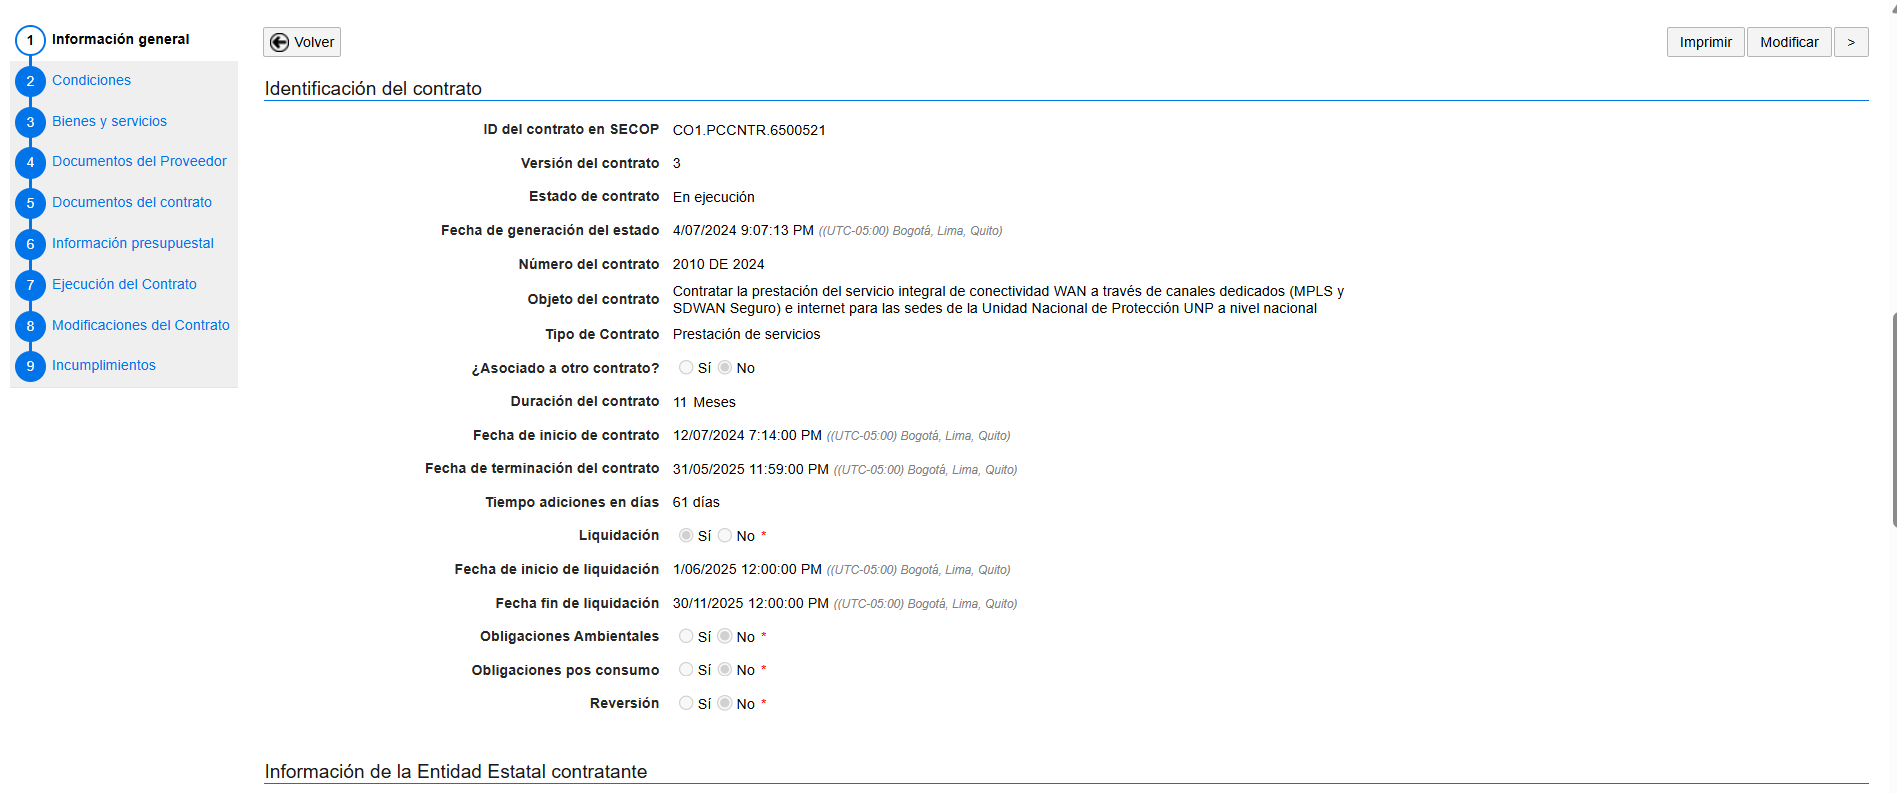 1 Información general
2 Condiciones
3 Bienes y servicios
4 Documentos del Proveedor
5 Documentos del contrato
6 Información presupuestal
7 Ejecución del Contrato
8 Modificaciones del Contrato
9 Incumplimientos
Volver
Imprimir Modificar >
Identificación del contrato
ID del contrato en SECOP CO1.PCCNTR.6500521
Versión del contrato 3
Estado de contrato En ejecución
Fecha de generación del estado 4/07/2024 9:07:13 PM ((UTC-05:00) Bogotá, Lima, Quito)
Número del contrato 2010 DE 2024
Objeto del contrato Contratar la prestación del servicio integral de conectividad WAN a través de canales dedicados (MPLS y
SDWAN Seguro) e internet para las sedes de la Unidad Nacional de Protección UNP a nivel nacional
Tipo de Contrato Prestación de servicios
¿Asociado a otro contrato? Sí No
Duración del contrato 11 Meses
Fecha de inicio de contrato 12/07/2024 7:14:00 PM ((UTC-05:00) Bogotá, Lima, Quito)
Fecha de terminación del contrato 31/05/2025 11:59:00 PM ((UTC-05:00) Bogotá, Lima, Quito)
Tiempo adiciones en días 61 días
Liquidación Sí No *
Fecha de inicio de liquidación 1/06/2025 12:00:00 PM ((UTC-05:00) Bogotá, Lima, Quito)
Fecha fin de liquidación 30/11/2025 12:00:00 PM ((UTC-05:00) Bogotá, Lima, Quito)
Obligaciones Ambientales Sí No *
Obligaciones pos consumo Sí No *
Reversión Sí No *
Información de la Entidad Estatal contratante